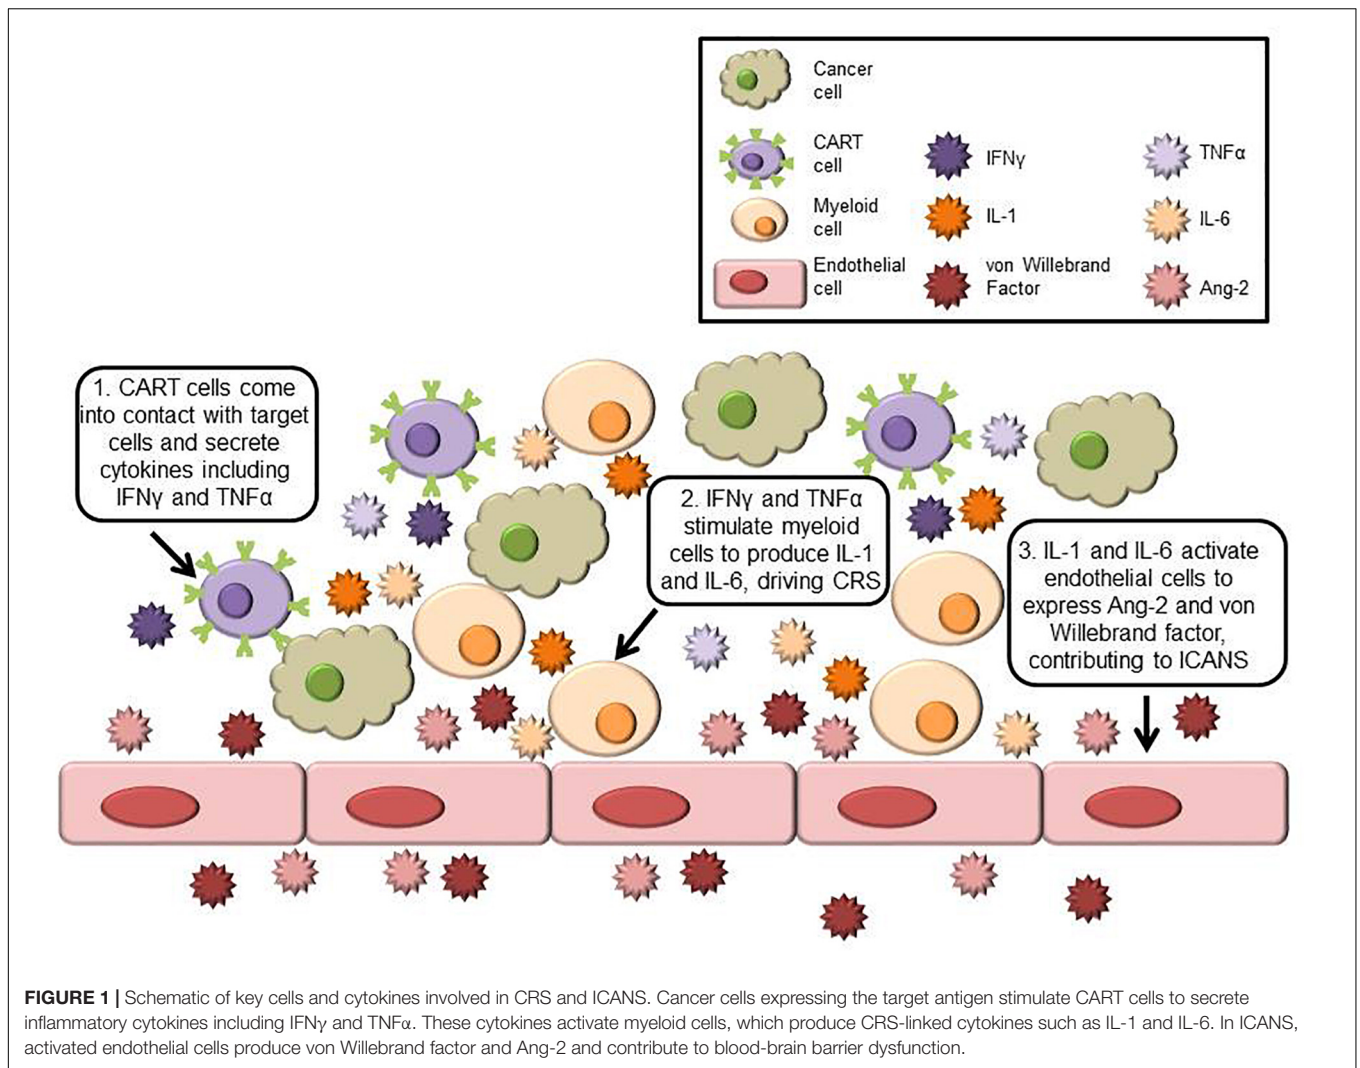 Cancer
cell
CART
cell
IFNγ
TNFα
Myeloid
cell
IL-1
IL-6
Endothelial
cell
von Willebrand
Factor
Ang-2
1. CART cells come
into contact with target
cells and secrete
cytokines including
IFNγ and TNFα
2. IFNγ and TNFα
stimulate myeloid
cells to produce IL-1
and IL-6, driving CRS
3. IL-1 and IL-6 activate
endothelial cells to
express Ang-2 and von
Willebrand factor,
contributing to ICANS
FIGURE 1 | Schematic of key cells and cytokines involved in CRS and ICANS. Cancer cells expressing the target antigen stimulate CART cells to secrete
inflammatory cytokines including IFNγ and TNFα. These cytokines activate myeloid cells, which produce CRS-linked cytokines such as IL-1 and IL-6. In ICANS,
activated endothelial cells produce von Willebrand factor and Ang-2 and contribute to blood-brain barrier dysfunction.